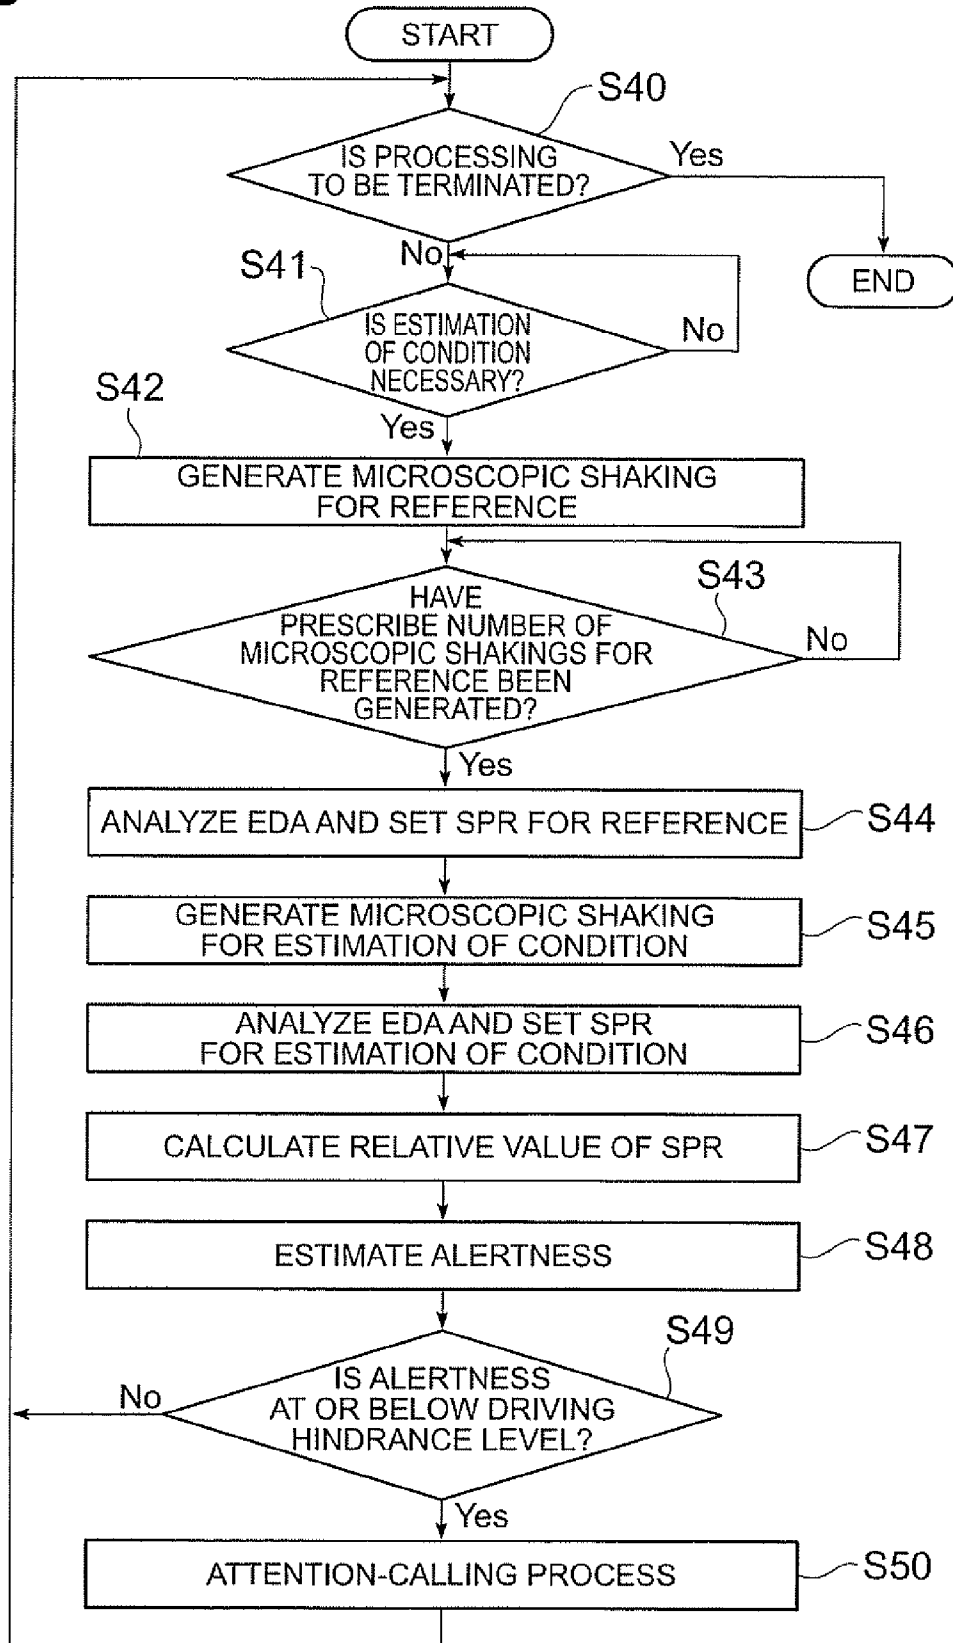 START
S40
IS PROCESSING
TO BE TERMINATED?
Yes
No
END
S41
IS ESTIMATION
OF CONDITION
NECESSARY?
No
Yes
S42
GENERATE MICROSCOPIC SHAKING
FOR REFERENCE
S43
HAVE
PRESCRIBE NUMBER OF
MICROSCOPIC SHAKINGS FOR
REFERENCE BEEN
GENERATED?
No
Yes
ANALYZE EDA AND SET SPR FOR REFERENCE
S44
GENERATE MICROSCOPIC SHAKING
FOR ESTIMATION OF CONDITION
S45
ANALYZE EDA AND SET SPR
FOR ESTIMATION OF CONDITION
S46
CALCULATE RELATIVE VALUE OF SPR
S47
ESTIMATE ALERTNESS
S48
S49
IS ALERTNESS
AT OR BELOW DRIVING
HINDRANCE LEVEL?
No
Yes
ATTENTION-CALLING PROCESS
S50